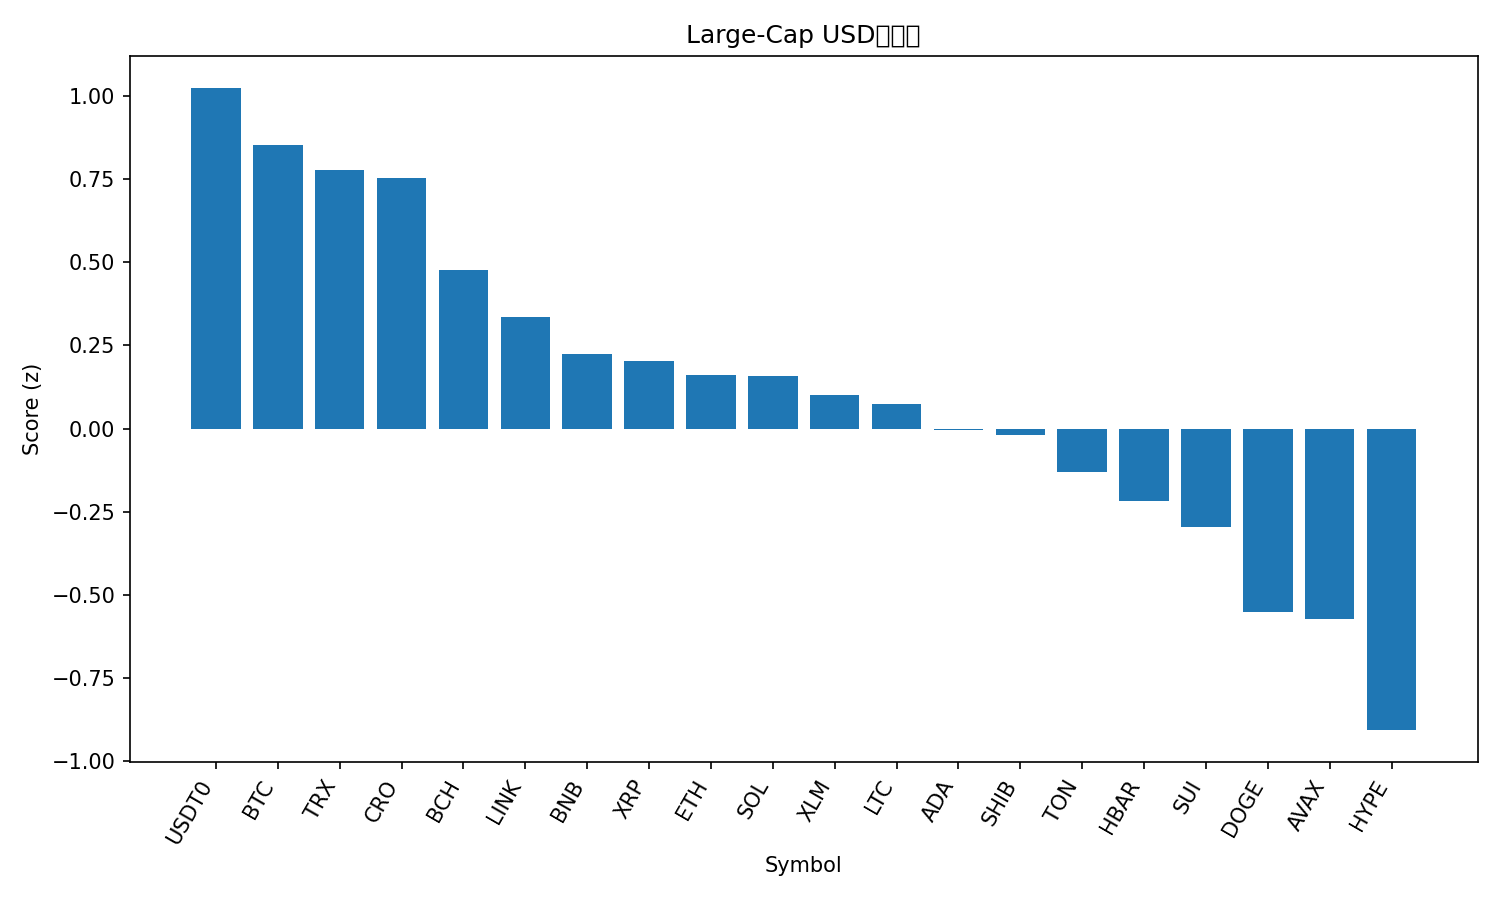 Large-Cap USD
1.00
0.75
0.50
0.25
0.00
−0.25
−0.50
−0.75
−1.00
Score (z)
USDT0
BTC
TRX
CRO
BCH
LINK
BNB
XRP
ETH
SOL
XLM
LTC
ADA
SHIB
TON
HBAR
SUI
DOGE
AVAX
HYPE
Symbol